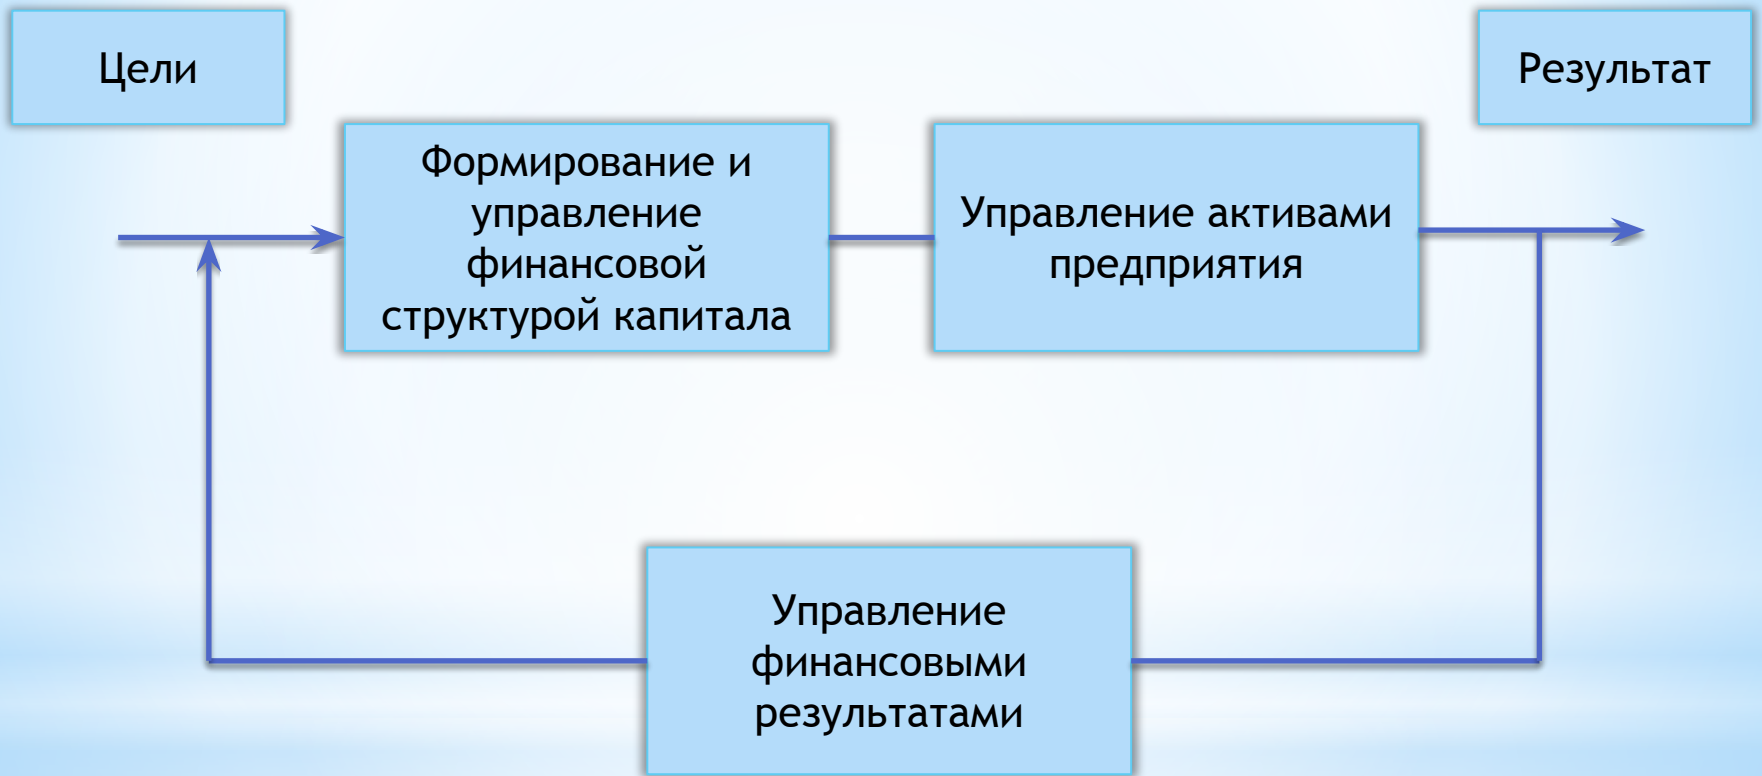 Цели
Результат
Формирование и
управление
финансовой
структурой капитала
Управление активами
предприятия
Управление
финансовыми
результатами